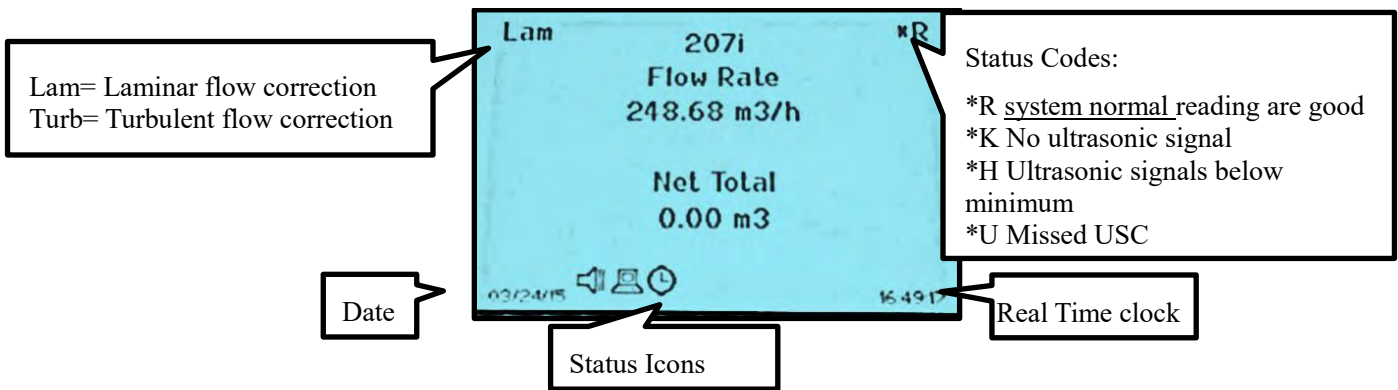 Lam= Laminar flow correction
Turb= Turbulent flow correction
Lam
207i
*R
Flow Rate
248.68 m3/h
Net Total
0.00 m3
03/24/15
16:49:17
Status Codes:
*R system normal reading are good
*K No ultrasonic signal
*H Ultrasonic signals below
minimum
*U Missed USC
Date
Status Icons
Real Time clock